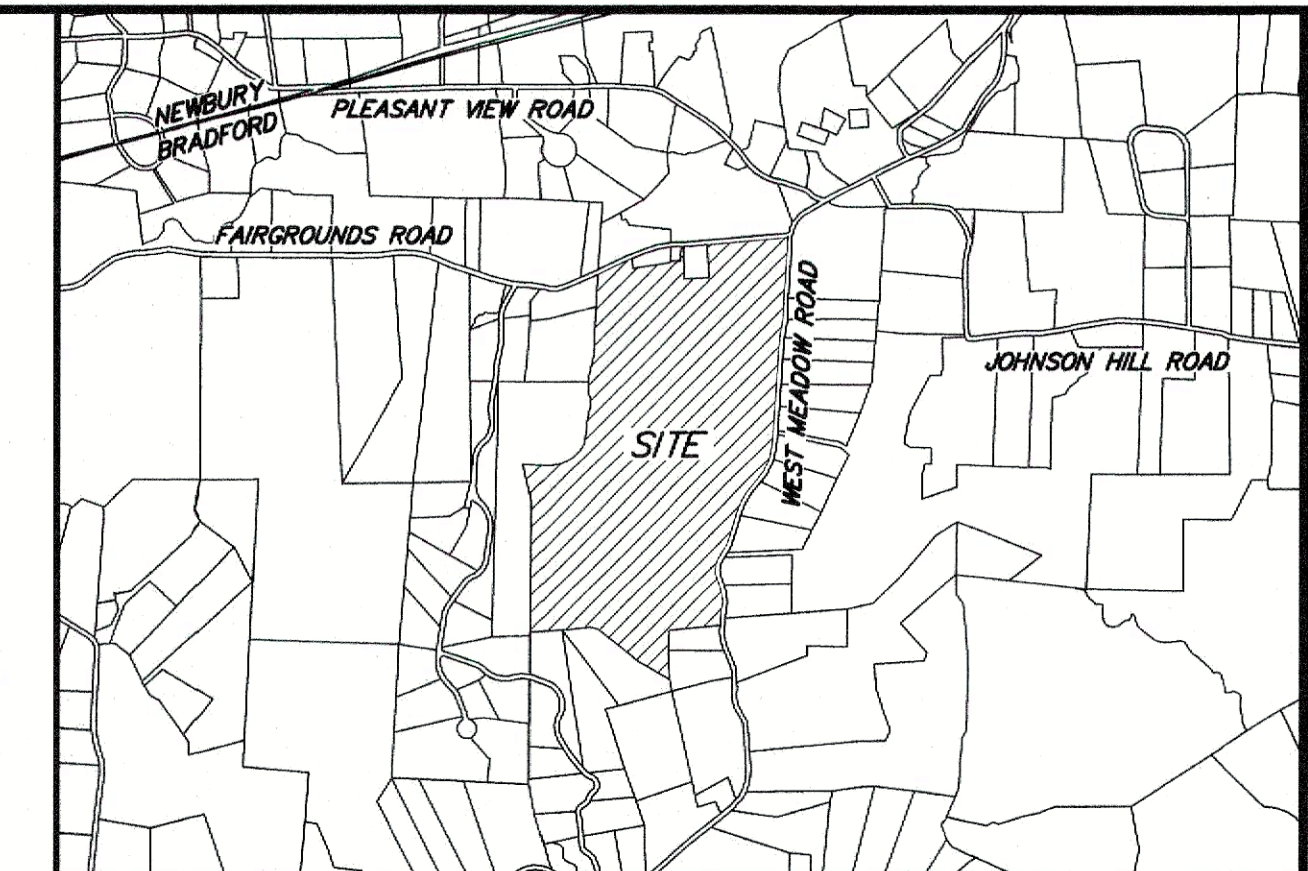 NEWBURY
BRADFORD
PLEASANT VIEW ROAD
FAIRGROUNDS ROAD
WEST MEADOW ROAD
JOHNSON HILL ROAD
SITE